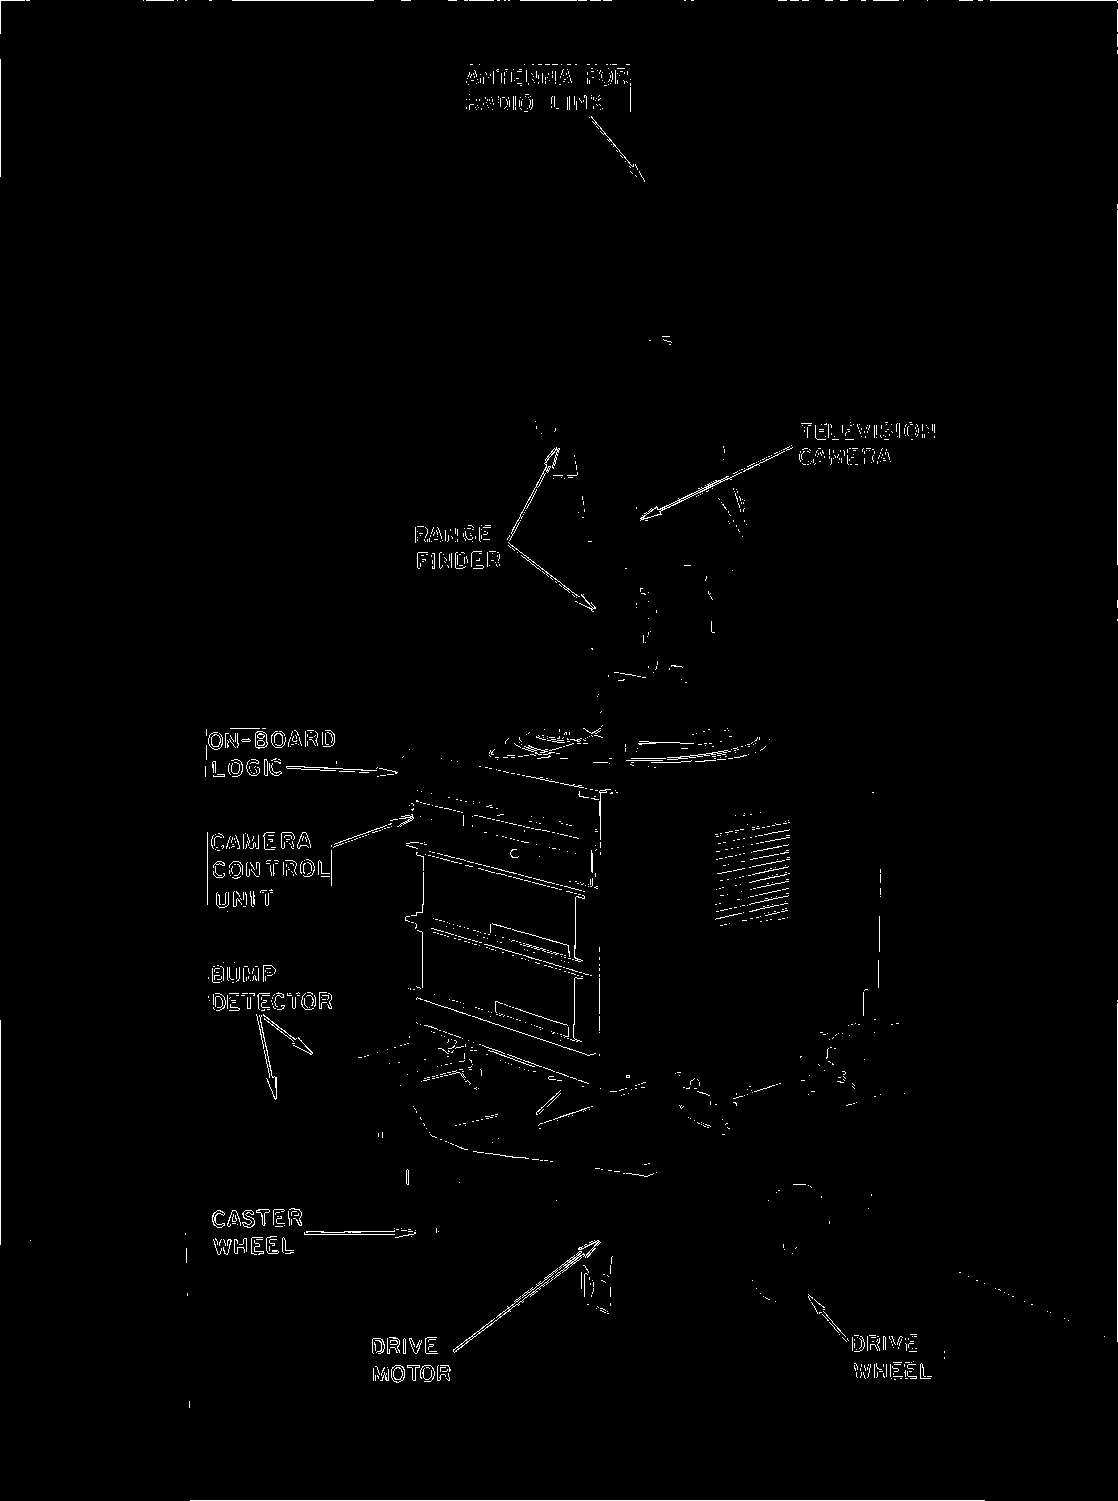 ANTENNA FOR
RADIO LINK
TELEVISION
CAMERA
RANGE
FINDER
ON-BOARD
LOGIC
CAMERA
CONTROL
UNIT
BUMP
DETECTOR
CASTER
WHEEL
DRIVE
MOTOR
DRIVE
WHEEL